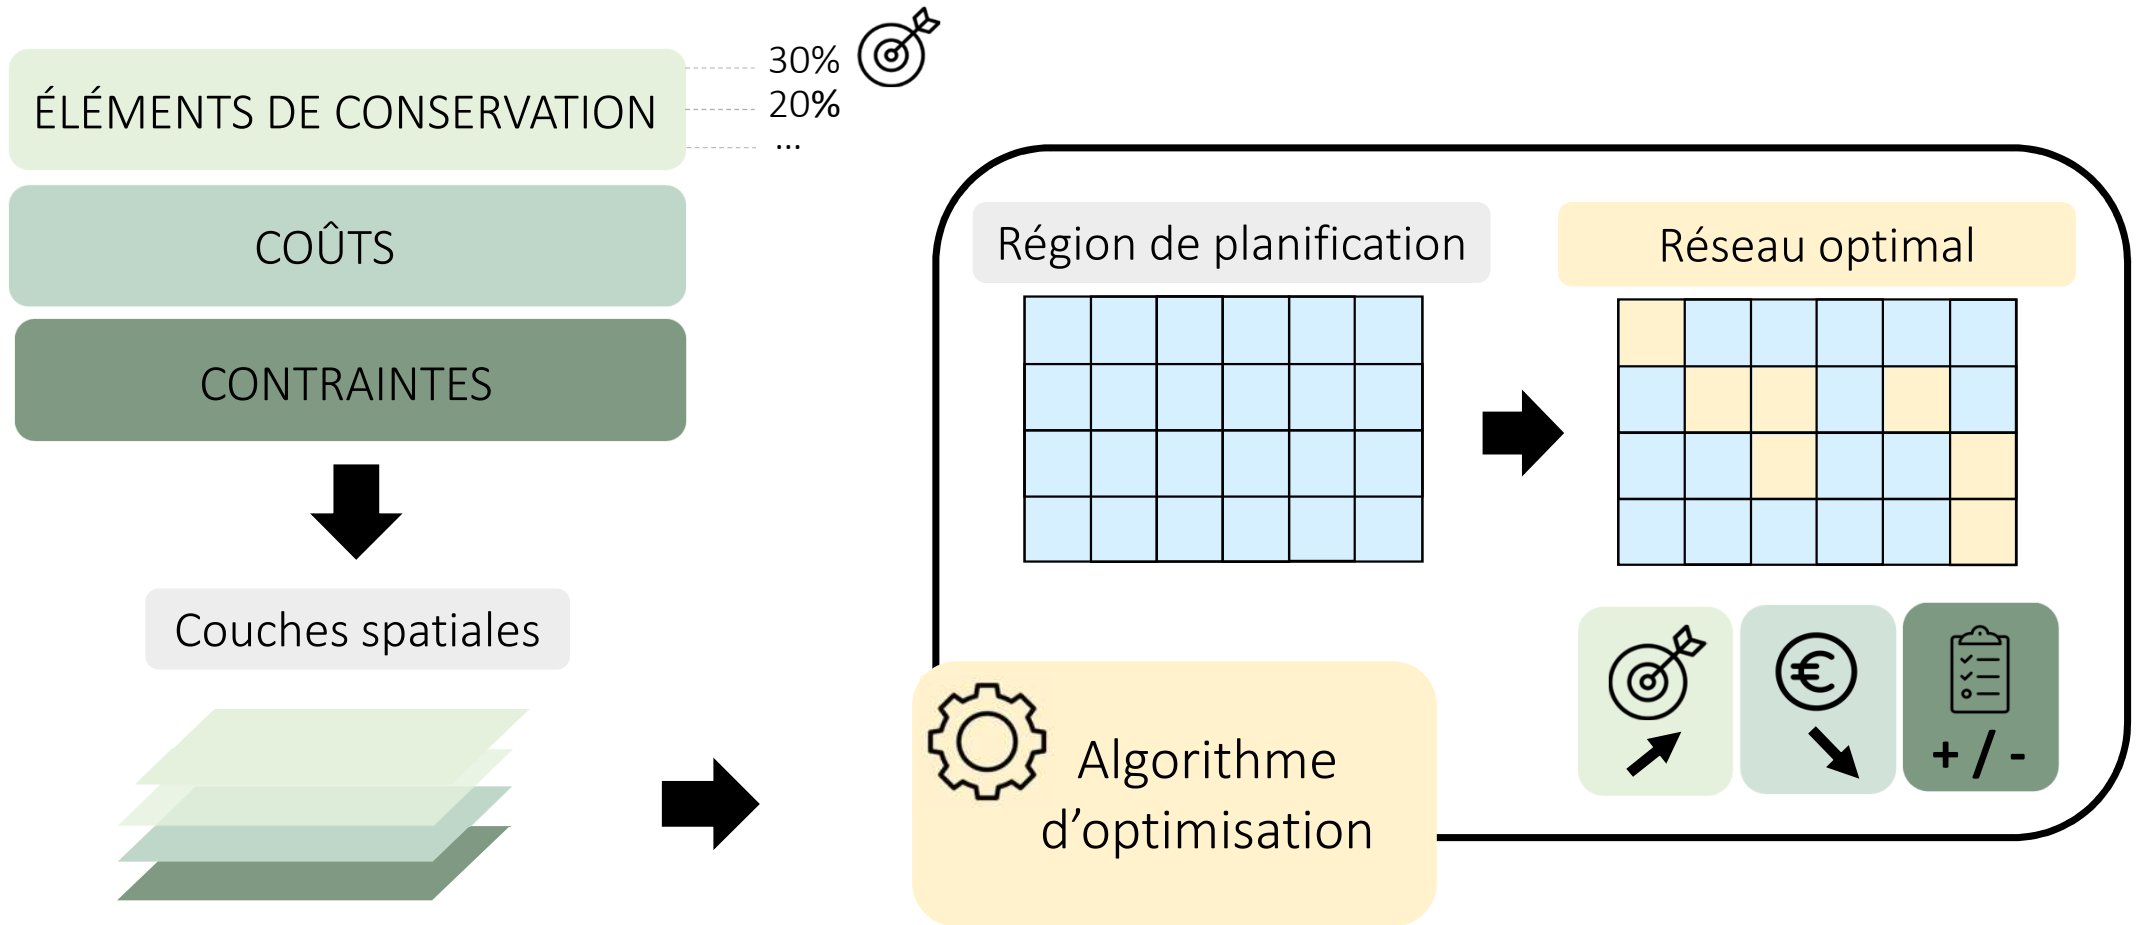 30%
ÉLÉMENTS DE CONSERVATION
20%
...
COÛTS
CONTRAINTES
Couches spatiales
Région de planification
Réseau optimal
€
+ / -
Algorithme
d’optimisation